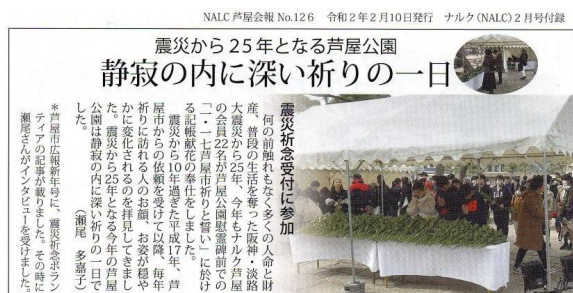 NALC 芦屋会報 No.126 令和2年2月10日発行 ナルク(NALC)2月号付録
震災から25年となる芦屋公園
静寂の内に深い祈りの一日
震災祈念受付に参加
何の前触れもなく多くの人命と財
産、普段の生活を奪った阪神・淡路
大震災から25年、今年もナルク芦屋
の会員22名が芦屋公園慰霊碑前での
「一・一七芦屋市祈りと誓い」に於け
る記帳献花の奉仕をしました。
震災から10年過ぎた平成17年、芦
屋市からの依頼を受けて以降、毎年
祈りに訪れる人のお顔、お姿が穏や
かに変化されるのを拝見してきまし
た。震災から25年となる今年の芦屋
公園は静寂の内に深い祈りの一日で
した。
(瀬尾 多嘉子)
*芦屋市広報新年号に、震災祈念ボラン
ティアの記事が載りました。その時に
瀬尾さんがインタビューを受けました。